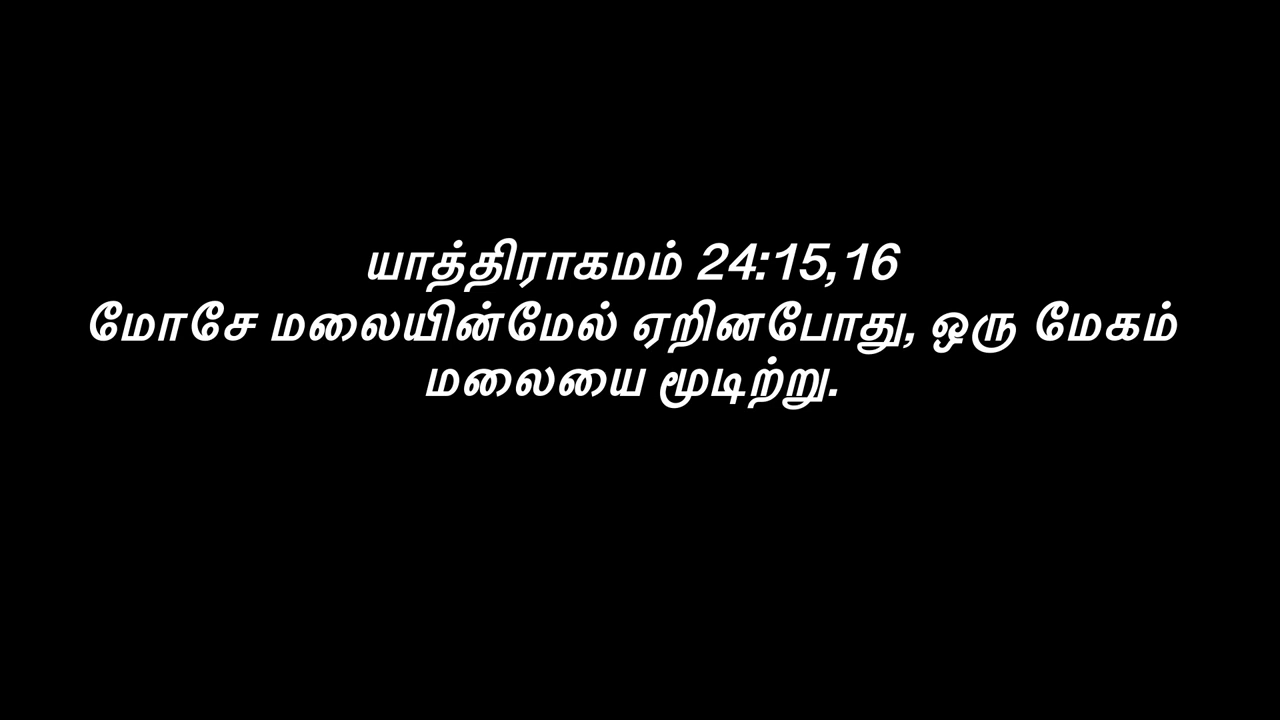 யாத்திராகமம் 24:15,16
மோசே மலையின்மேல் ஏறினபோது, ஒரு மேகம்
மலையை மூடிற்று.